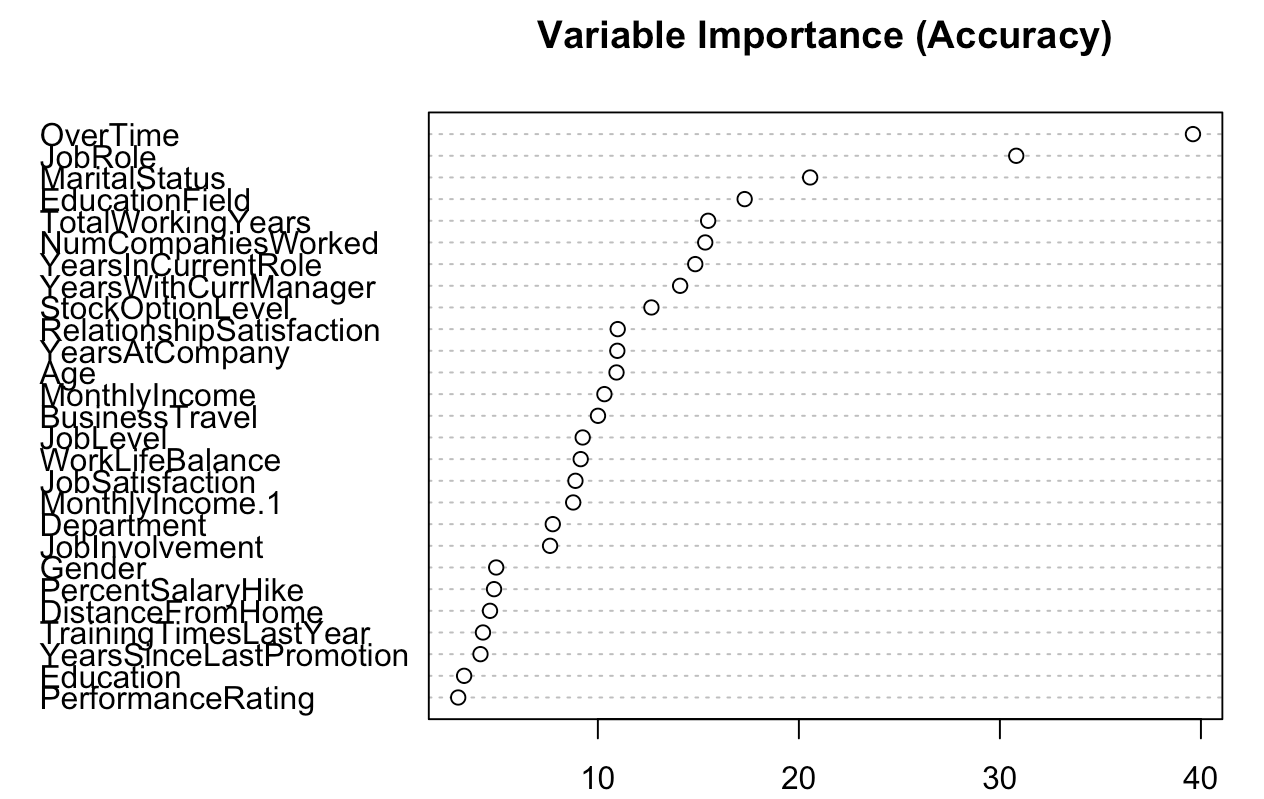 Variable Importance (Accuracy)
OverTime
JobRole
MaritalStatus
EducationField
TotalWorkingYears
NumCompaniesWorked
YearsInCurrentRole
YearsWithCurrManager
StockOptionLevel
RelationshipSatisfaction
YearsAtCompany
Age
MonthlyIncome
BusinessTravel
JobLevel
WorkLifeBalance
JobSatisfaction
MonthlyIncome.1
Department
JobInvolvement
Gender
PercentSalaryHike
DistanceFromHome
TrainingTimesLastYear
YearsSinceLastPromotion
Education
PerformanceRating
10 20 30 40